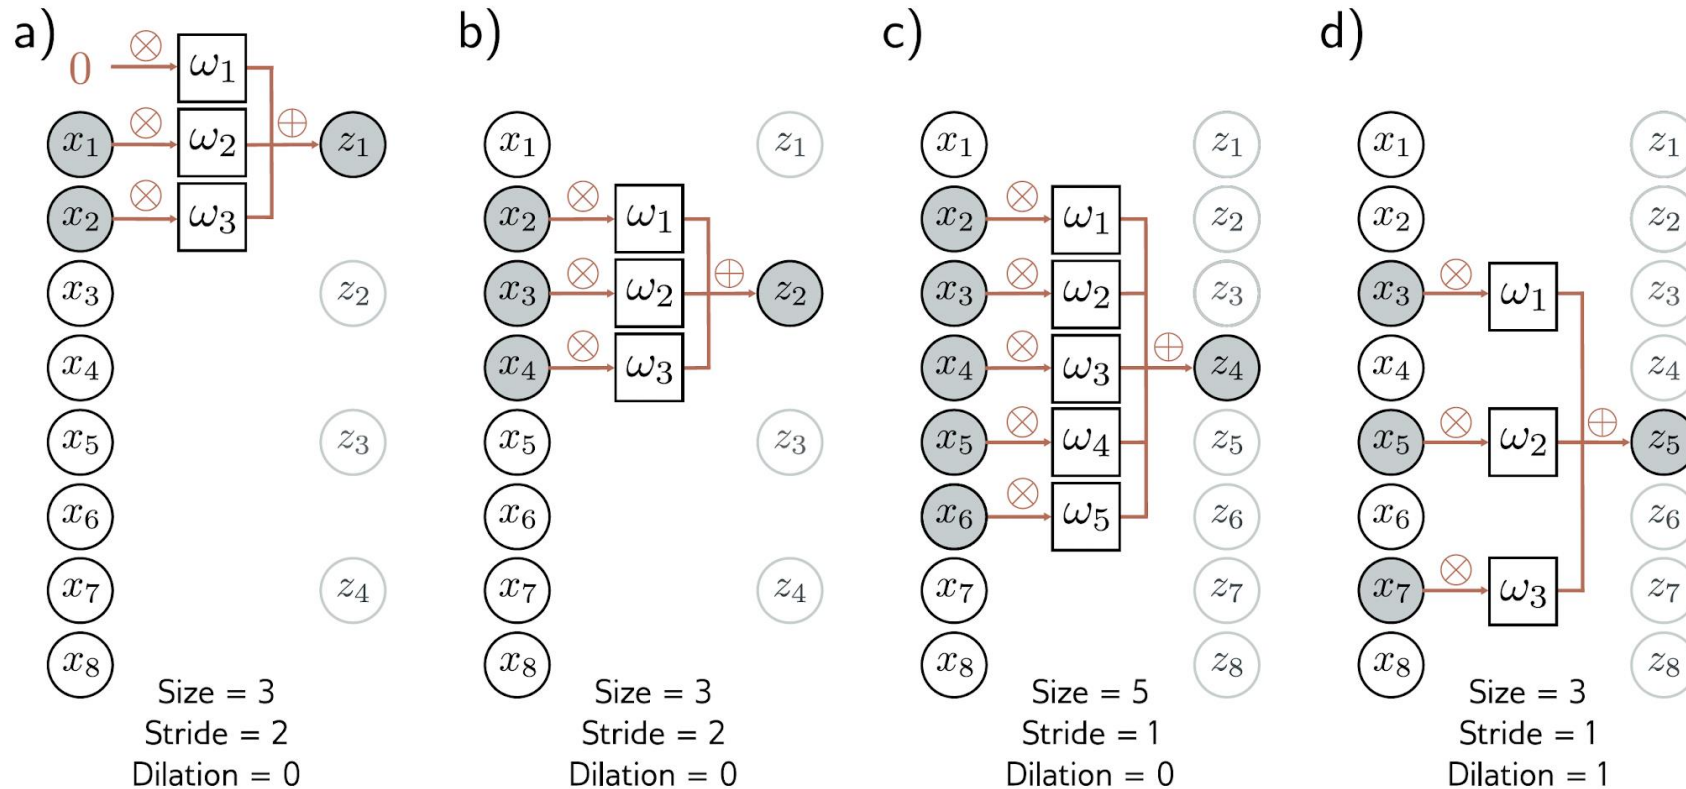 a)
0 ⊗ ω₁
x₁ ⊗ ω₂ ⊕ z₁
x₂ ⊗ ω₃
x₃ z₂
x₄
x₅ z₃
x₆
x₇ z₄
x₈
Size = 3
Stride = 2
Dilation = 0
b)
x₁ z₁
x₂ ⊗ ω₁
x₃ ⊗ ω₂ ⊕ z₂
x₄ ⊗ ω₃
x₅ z₃
x₆
x₇ z₄
x₈
Size = 3
Stride = 2
Dilation = 0
c)
x₁ z₁
x₂ ⊗ ω₁ z₂
x₃ ⊗ ω₂ z₃
x₄ ⊗ ω₃ ⊕ z₄
x₅ ⊗ ω₄ z₅
x₆ ⊗ ω₅ z₆
x₇ z₇
x₈ z₈
Size = 5
Stride = 1
Dilation = 0
d)
x₁ z₁
x₂ z₂
x₃ ⊗ ω₁ z₃
x₄ z₄
x₅ ⊗ ω₂ ⊕ z₅
x₆ z₆
x₇ ⊗ ω₃ z₇
x₈ z₈
Size = 3
Stride = 1
Dilation = 1